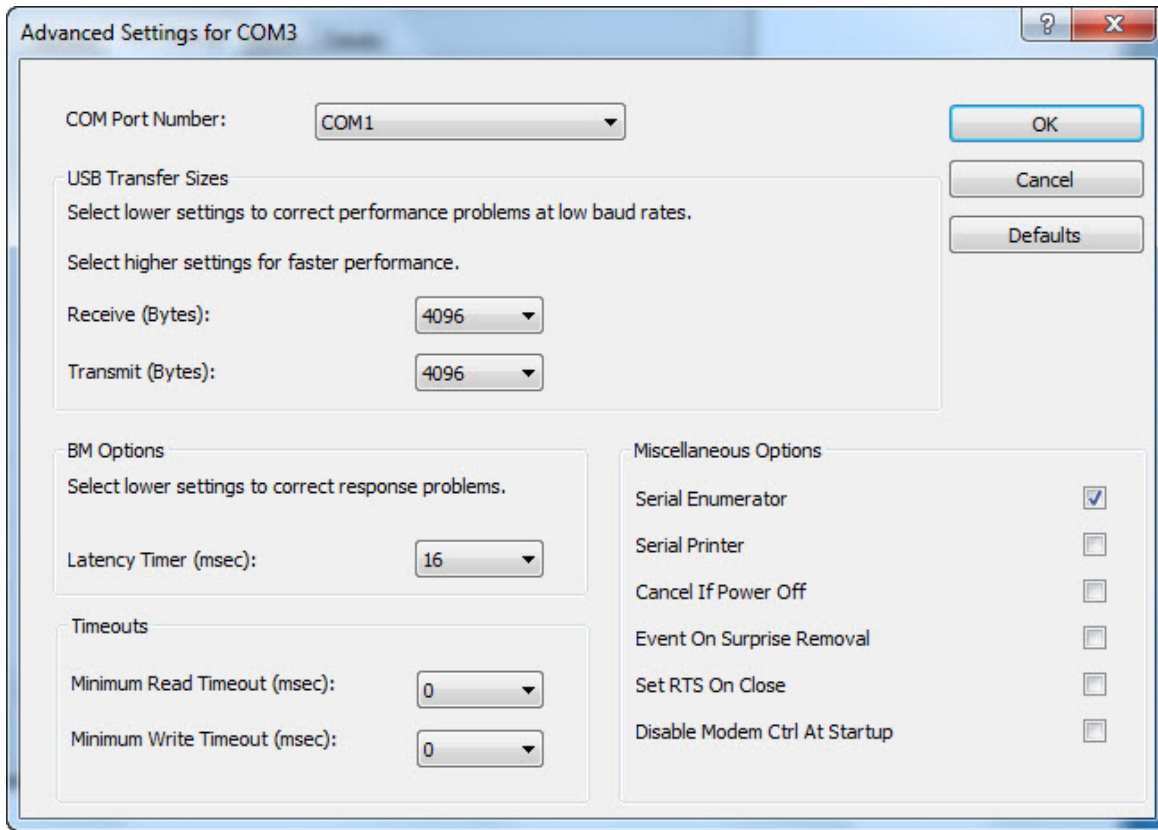 Advanced Settings for COM3
?
X
COM Port Number:
COM1
OK
USB Transfer Sizes
Cancel
Select lower settings to correct performance problems at low baud rates.
Defaults
Select higher settings for faster performance.
Receive (Bytes):
4096
Transmit (Bytes):
4096
BM Options
Select lower settings to correct response problems.
Latency Timer (msec):
16
Timeouts
Minimum Read Timeout (msec):
0
Minimum Write Timeout (msec):
0
Miscellaneous Options
Serial Enumerator
Serial Printer
Cancel If Power Off
Event On Surprise Removal
Set RTS On Close
Disable Modem Ctrl At Startup